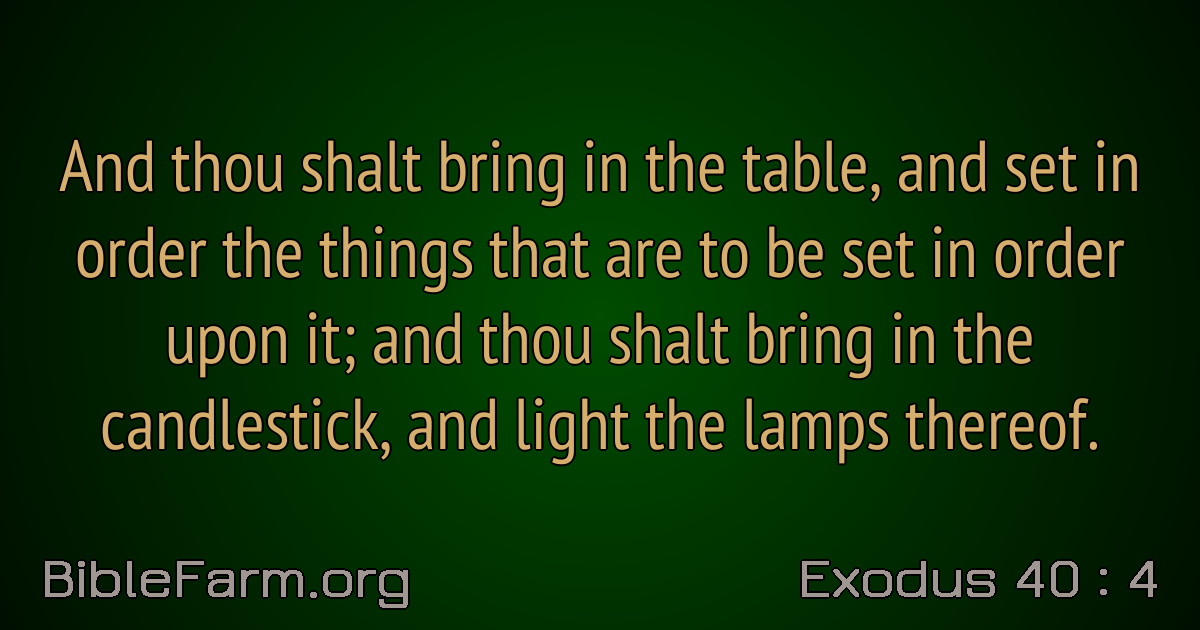 And thou shalt bring in the table, and set in
order the things that are to be set in order
upon it; and thou shalt bring in the
candlestick, and light the lamps thereof.
BibleFarm.org
Exodus 40 : 4